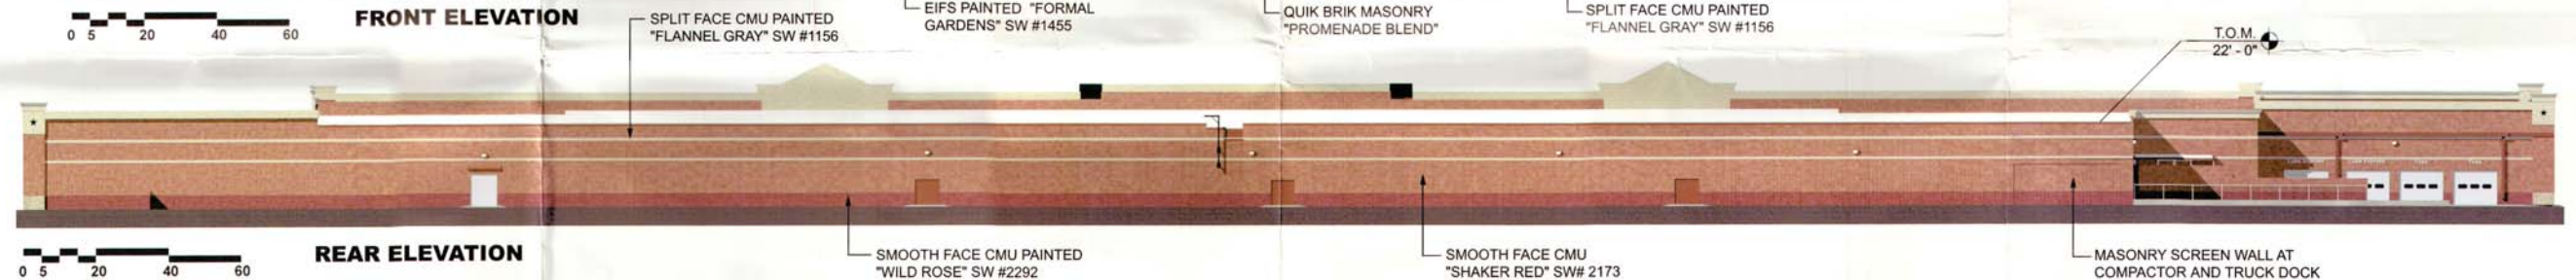 0 5 20 40 60
FRONT ELEVATION
SPLIT FACE CMU PAINTED
"FLANNEL GRAY" SW #1156
EIFS PAINTED "FORMAL
GARDENS" SW #1455
QUIK BRIK MASONRY
"PROMENADE BLEND"
SPLIT FACE CMU PAINTED
"FLANNEL GRAY" SW #1156
T.O.M.
22' - 0"
0 5 20 40 60
REAR ELEVATION
SMOOTH FACE CMU PAINTED
"WILD ROSE" SW #2292
SMOOTH FACE CMU
"SHAKER RED" SW# 2173
MASONRY SCREEN WALL AT
COMPACTOR AND TRUCK DOCK